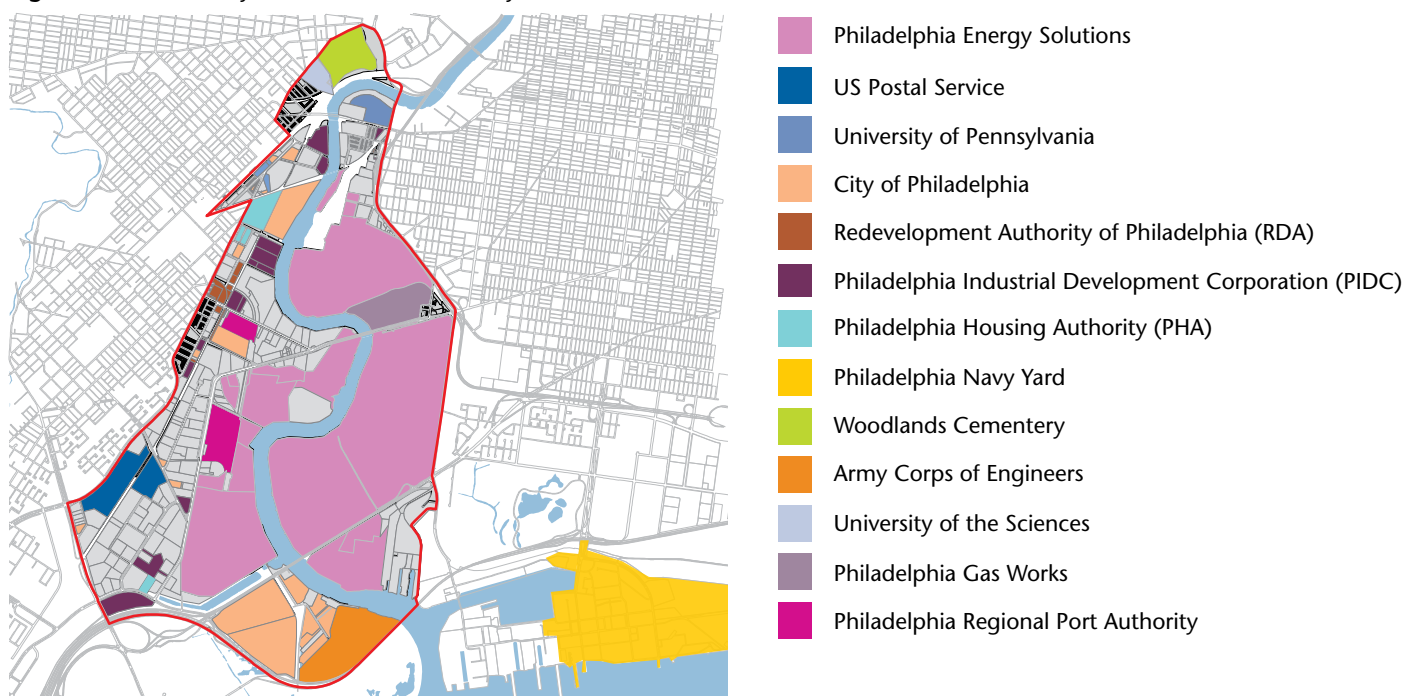 Philadelphia Energy Solutions
US Postal Service
University of Pennsylvania
City of Philadelphia
Redevelopment Authority of Philadelphia (RDA)
Philadelphia Industrial Development Corporation (PIDC)
Philadelphia Housing Authority (PHA)
Philadelphia Navy Yard
Woodlands Cementery
Army Corps of Engineers
University of the Sciences
Philadelphia Gas Works
Philadelphia Regional Port Authority